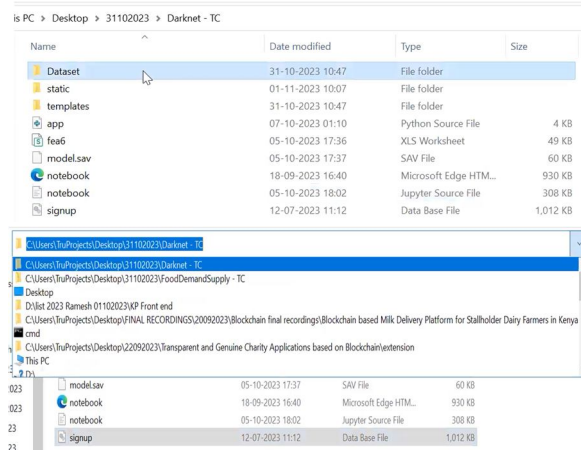 is PC > Desktop > 31102023 > Darknet - TC
Name Date modified Type Size
Dataset 31-10-2023 10:47 File folder
static 01-11-2023 10:07 File folder
templates 31-10-2023 10:47 File folder
app 07-10-2023 01:10 Python Source File 4 KB
fea6 05-10-2023 17:36 XLS Worksheet 49 KB
model.sav 05-10-2023 17:37 SAV File 60 KB
notebook 18-09-2023 16:40 Microsoft Edge HTM... 930 KB
notebook 05-10-2023 18:02 Jupyter Source File 308 KB
signup 12-07-2023 11:12 Data Base File 1,012 KB
C:\Users\TruProjects\Desktop\31102023\Darknet - TC
C:\Users\TruProjects\Desktop\31102023\Darknet - TC
C:\Users\TruProjects\Desktop\31102023\FoodDemandSupply - TC
Desktop
D:\list 2023 Ramesh 01102023\KP Front end
C:\Users\TruProjects\Desktop\FINAL RECORDINGS\20092023\Blockchain final recordings\Blockchain based Milk Delivery Platform for Stallholder Dairy Farmers in Kenya
cmd
C:\Users\TruProjects\Desktop\22092023\Transparent and Genuine Charity Applications based on Blockchain\extension
This PC
D:\
023 model.sav 05-10-2023 17:37 SAV File 60 KB
023 notebook 18-09-2023 16:40 Microsoft Edge HTM... 930 KB
23 notebook 05-10-2023 18:02 Jupyter Source File 308 KB
23 signup 12-07-2023 11:12 Data Base File 1,012 KB